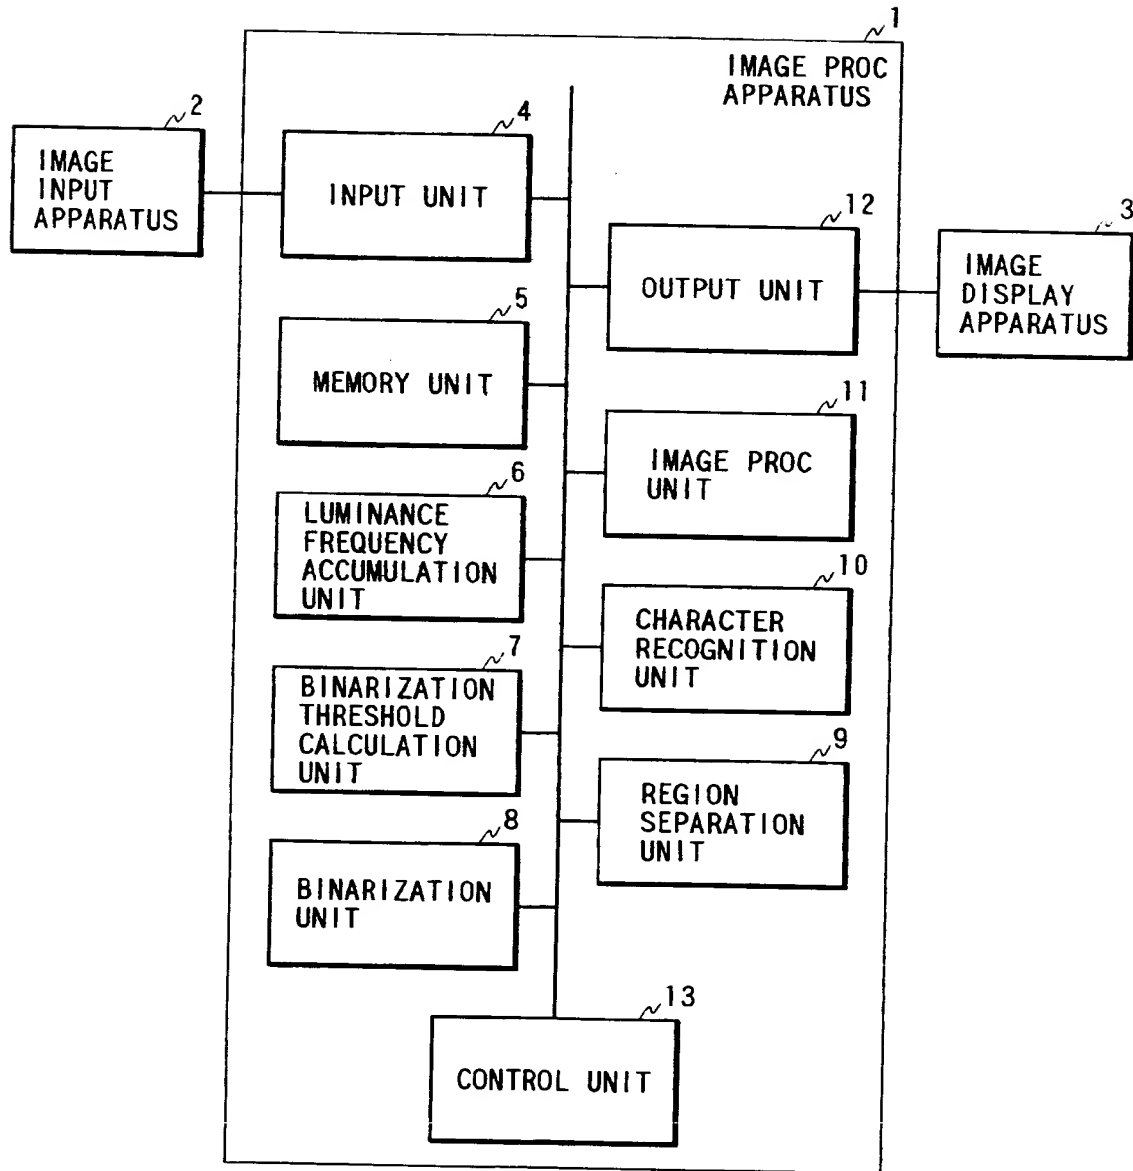 1
IMAGE PROC
APPARATUS
2
IMAGE
INPUT
APPARATUS
4
INPUT UNIT
12
OUTPUT UNIT
3
IMAGE
DISPLAY
APPARATUS
5
MEMORY UNIT
11
IMAGE PROC
UNIT
6
LUMINANCE
FREQUENCY
ACCUMULATION
UNIT
10
CHARACTER
RECOGNITION
UNIT
7
BINARIZATION
THRESHOLD
CALCULATION
UNIT
9
REGION
SEPARATION
UNIT
8
BINARIZATION
UNIT
13
CONTROL UNIT